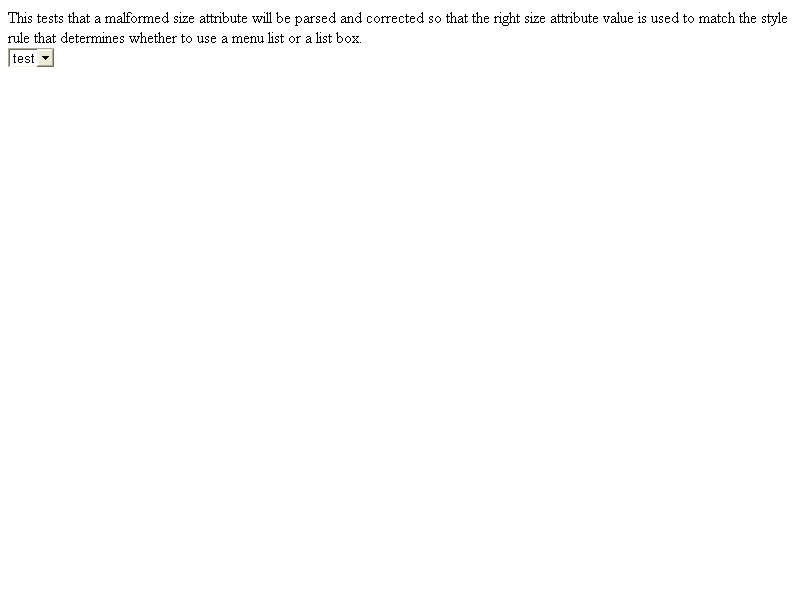 This tests that a malformed size attribute will be parsed and corrected so that the right size attribute value is used to match the style
rule that determines whether to use a menu list or a list box.
test